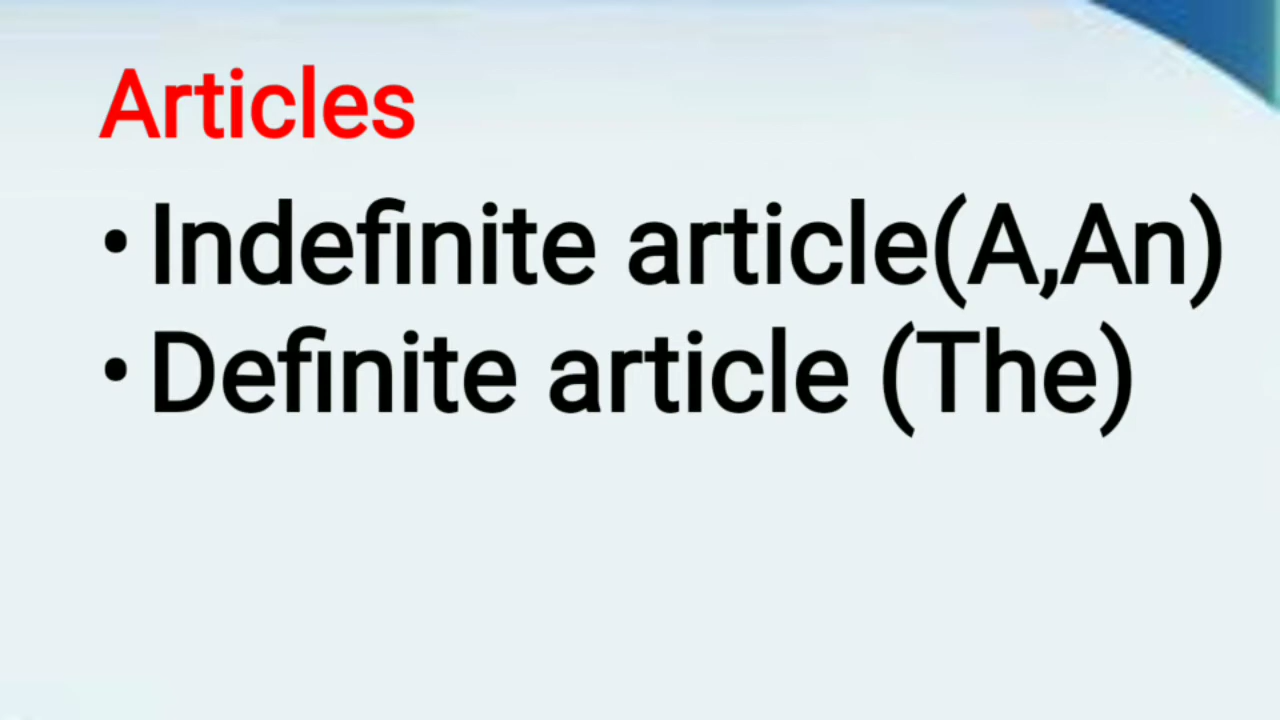 Articles
• Indefinite article(A,An)
• Definite article (The)